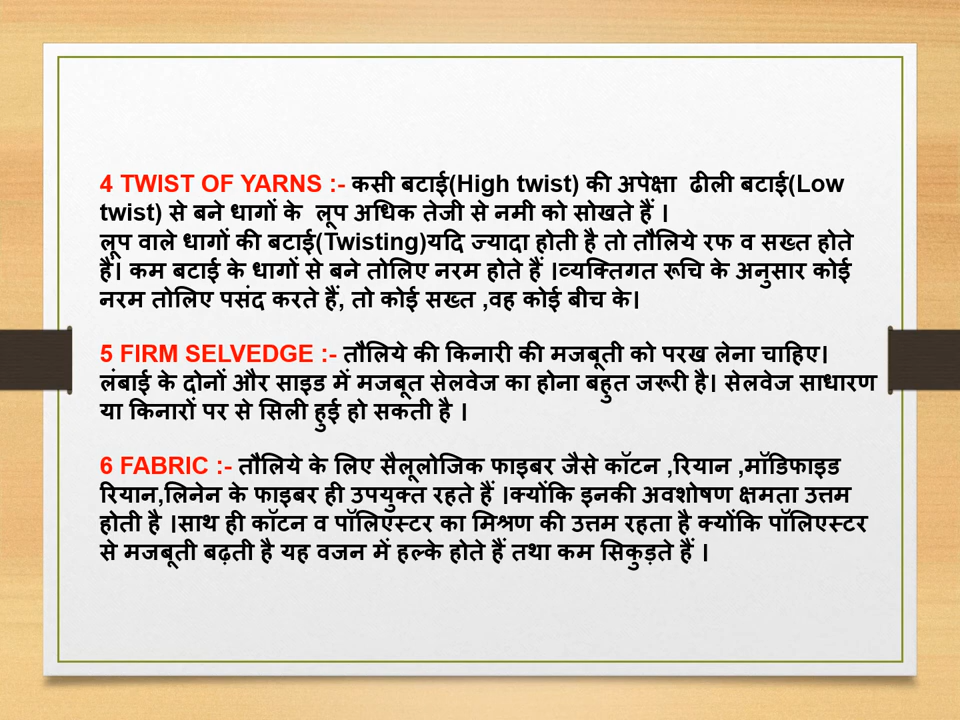 4 TWIST OF YARNS :- कसी बटाई(High twist) की अपेक्षा ढीली बटाई(Low
twist) से बने धागों के लूप अधिक तेजी से नमी को सोखते हैं ।
लूप वाले धागों की बटाई(Twisting)यदि ज्यादा होती है तो तौलिये रफ व सख्त होते
हैं। कम बटाई के धागों से बने तोलिए नरम होते हैं ।व्यक्तिगत रूचि के अनुसार कोई
नरम तोलिए पसंद करते हैं, तो कोई सख्त ,वह कोई बीच के।
5 FIRM SELVEDGE :- तौलिये की किनारी की मजबूती को परख लेना चाहिए।
लंबाई के दोनों और साइड में मजबूत सेलवेज का होना बहुत जरूरी है। सेलवेज साधारण
या किनारों पर से सिली हुई हो सकती है ।
6 FABRIC :- तौलिये के लिए सैलूलोजिक फाइबर जैसे कॉटन ,रियान ,मॉडिफाइड
रियान,लिनेन के फाइबर ही उपयुक्त रहते हैं ।क्योंकि इनकी अवशोषण क्षमता उत्तम
होती है ।साथ ही कॉटन व पॉलिएस्टर का मिश्रण की उत्तम रहता है क्योंकि पॉलिएस्टर
से मजबूती बढ़ती है यह वजन में हल्के होते हैं तथा कम सिकुड़ते हैं ।